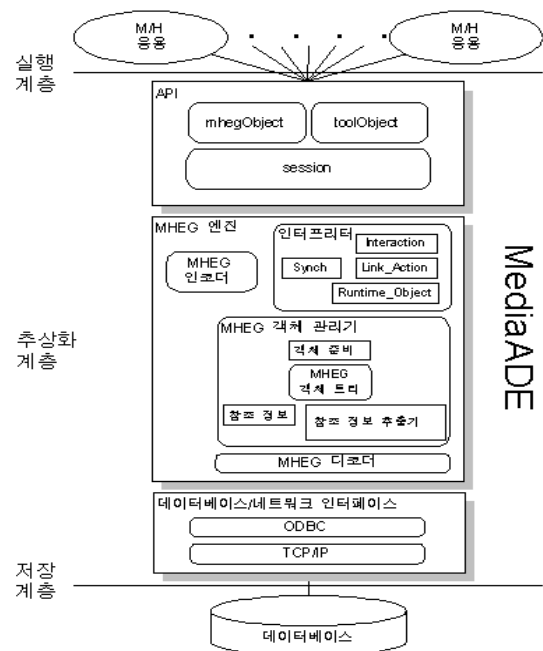 M/H
응용
M/H
응용
실행
계층
API
mhegObject
toolObject
session
MHEG 엔진
MHEG
인코더
인터프리터
Interaction
Synch
Link_Action
Runtime_Object
MHEG 객체 관리기
객체 준비
MHEG
객체 트리
참조 정보
참조 정보 추출기
MHEG 디코더
추상화
계층
MediaADE
데이터베이스/네트워크 인터페이스
ODBC
TCP/IP
저장
계층
데이터베이스